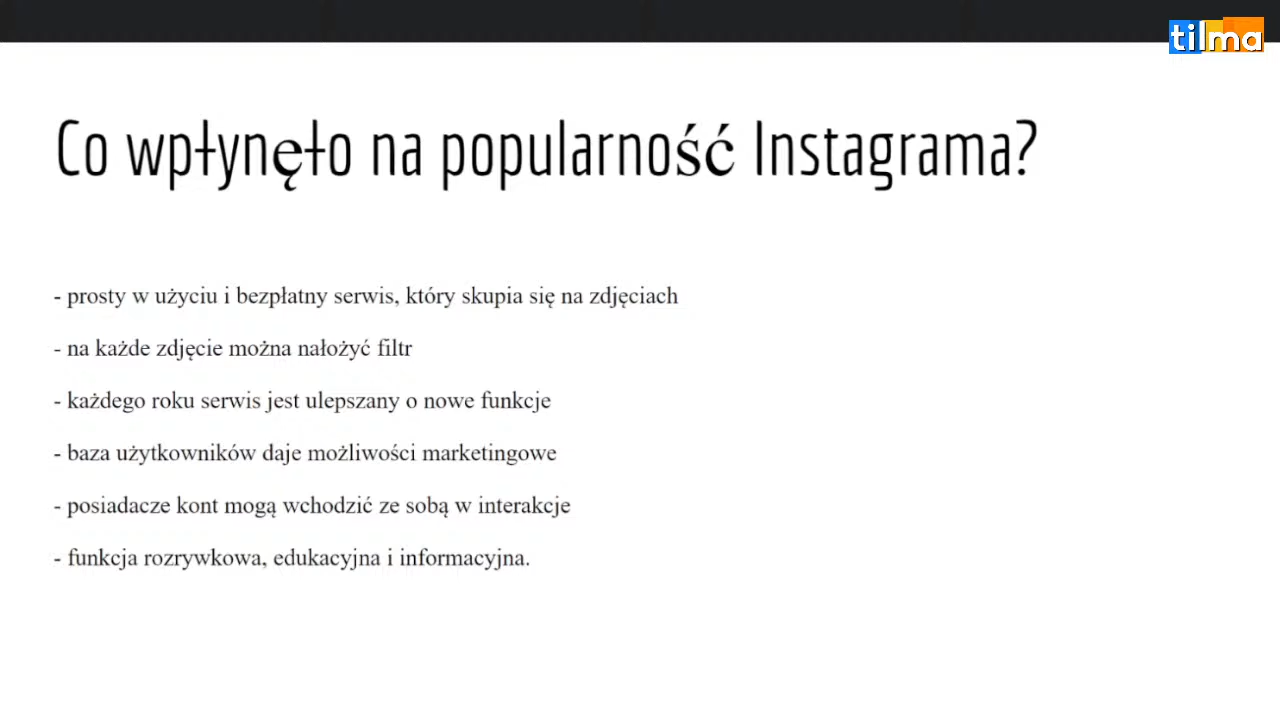 tilma
Co wpłynęło na popularność Instagrama?
- prosty w użyciu i bezpłatny serwis, który skupia się na zdjęciach
- na każde zdjęcie można nałożyć filtr
- każdego roku serwis jest ulepszany o nowe funkcje
- baza użytkowników daje możliwości marketingowe
- posiadacze kont mogą wchodzić ze sobą w interakcje
- funkcja rozrywkowa, edukacyjna i informacyjna.